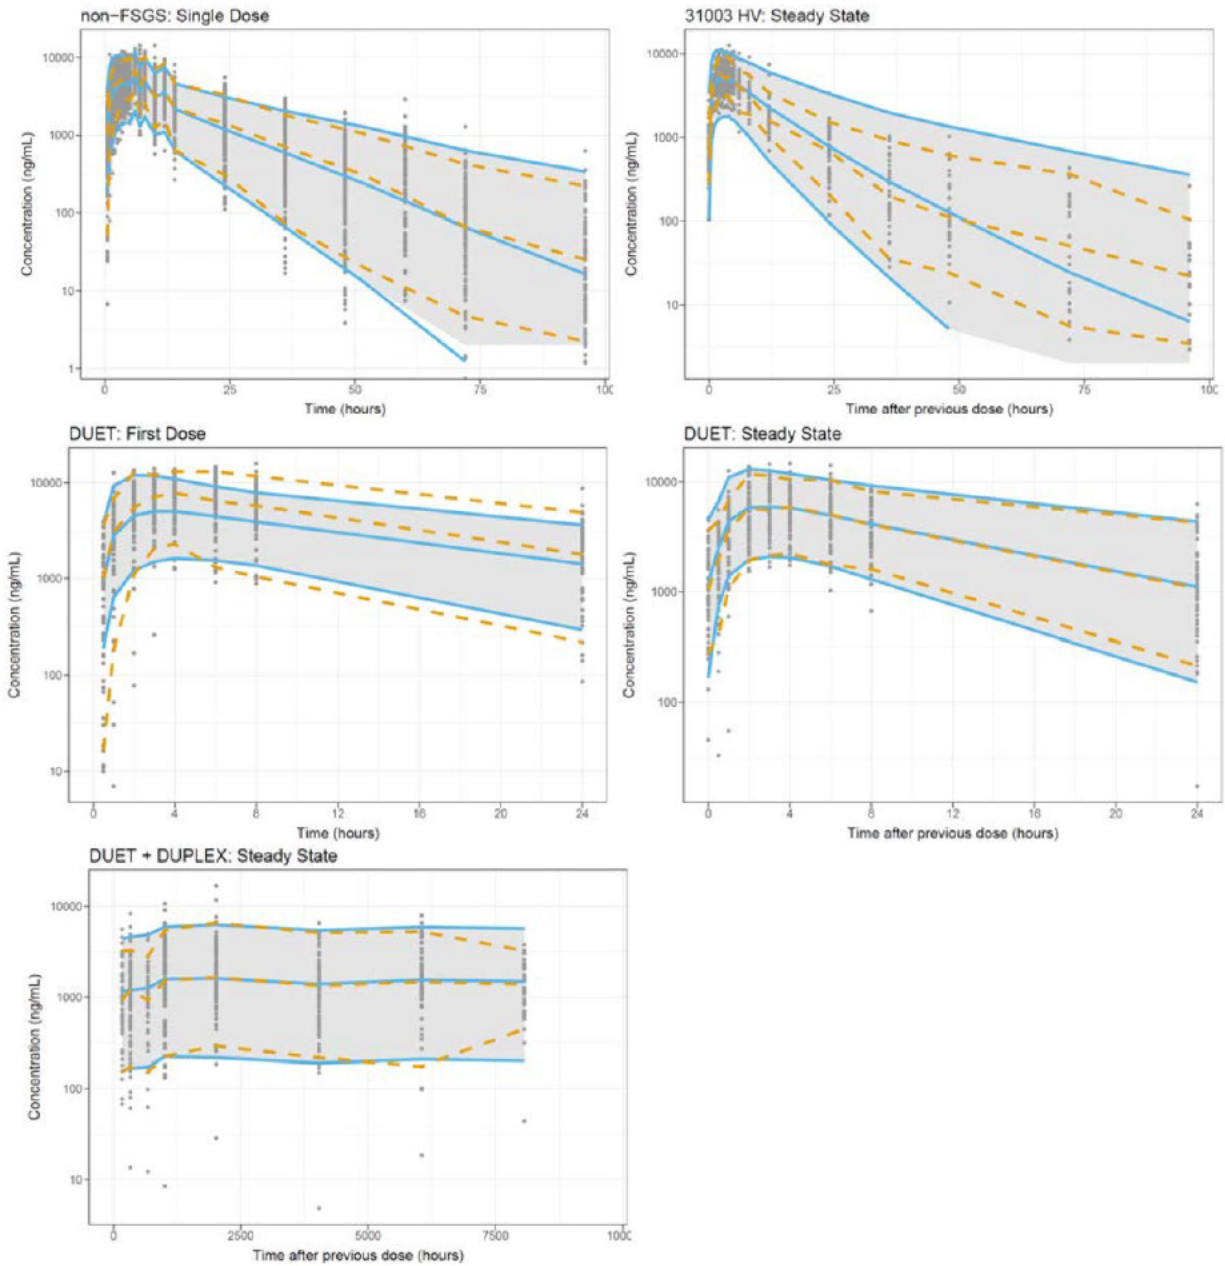 non−FSGS: Single Dose
Concentration (ng/mL)
10000
1000
100
10
1
0 25 50 75 100
Time (hours)
31003 HV: Steady State
Concentration (ng/mL)
10000
1000
100
10
0 25 50 75 100
Time after previous dose (hours)
DUET: First Dose
Concentration (ng/mL)
10000
1000
100
10
0 4 8 12 16 20 24
Time (hours)
DUET: Steady State
Concentration (ng/mL)
10000
1000
100
0 4 8 12 16 20 24
Time after previous dose (hours)
DUET + DUPLEX: Steady State
Concentration (ng/mL)
10000
1000
100
10
0 2500 5000 7500 1000
Time after previous dose (hours)